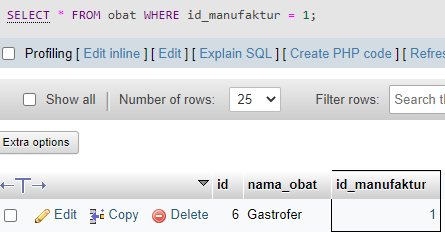 SELECT * FROM obat WHERE id_manufaktur = 1;
Profiling [ Edit inline ] [ Edit ] [ Explain SQL ] [ Create PHP code ] [ Refres
Show all Number of rows: 25 Filter rows: Search th
Extra options
id nama_obat id_manufaktur
Edit Copy Delete 6 Gastrofer 1